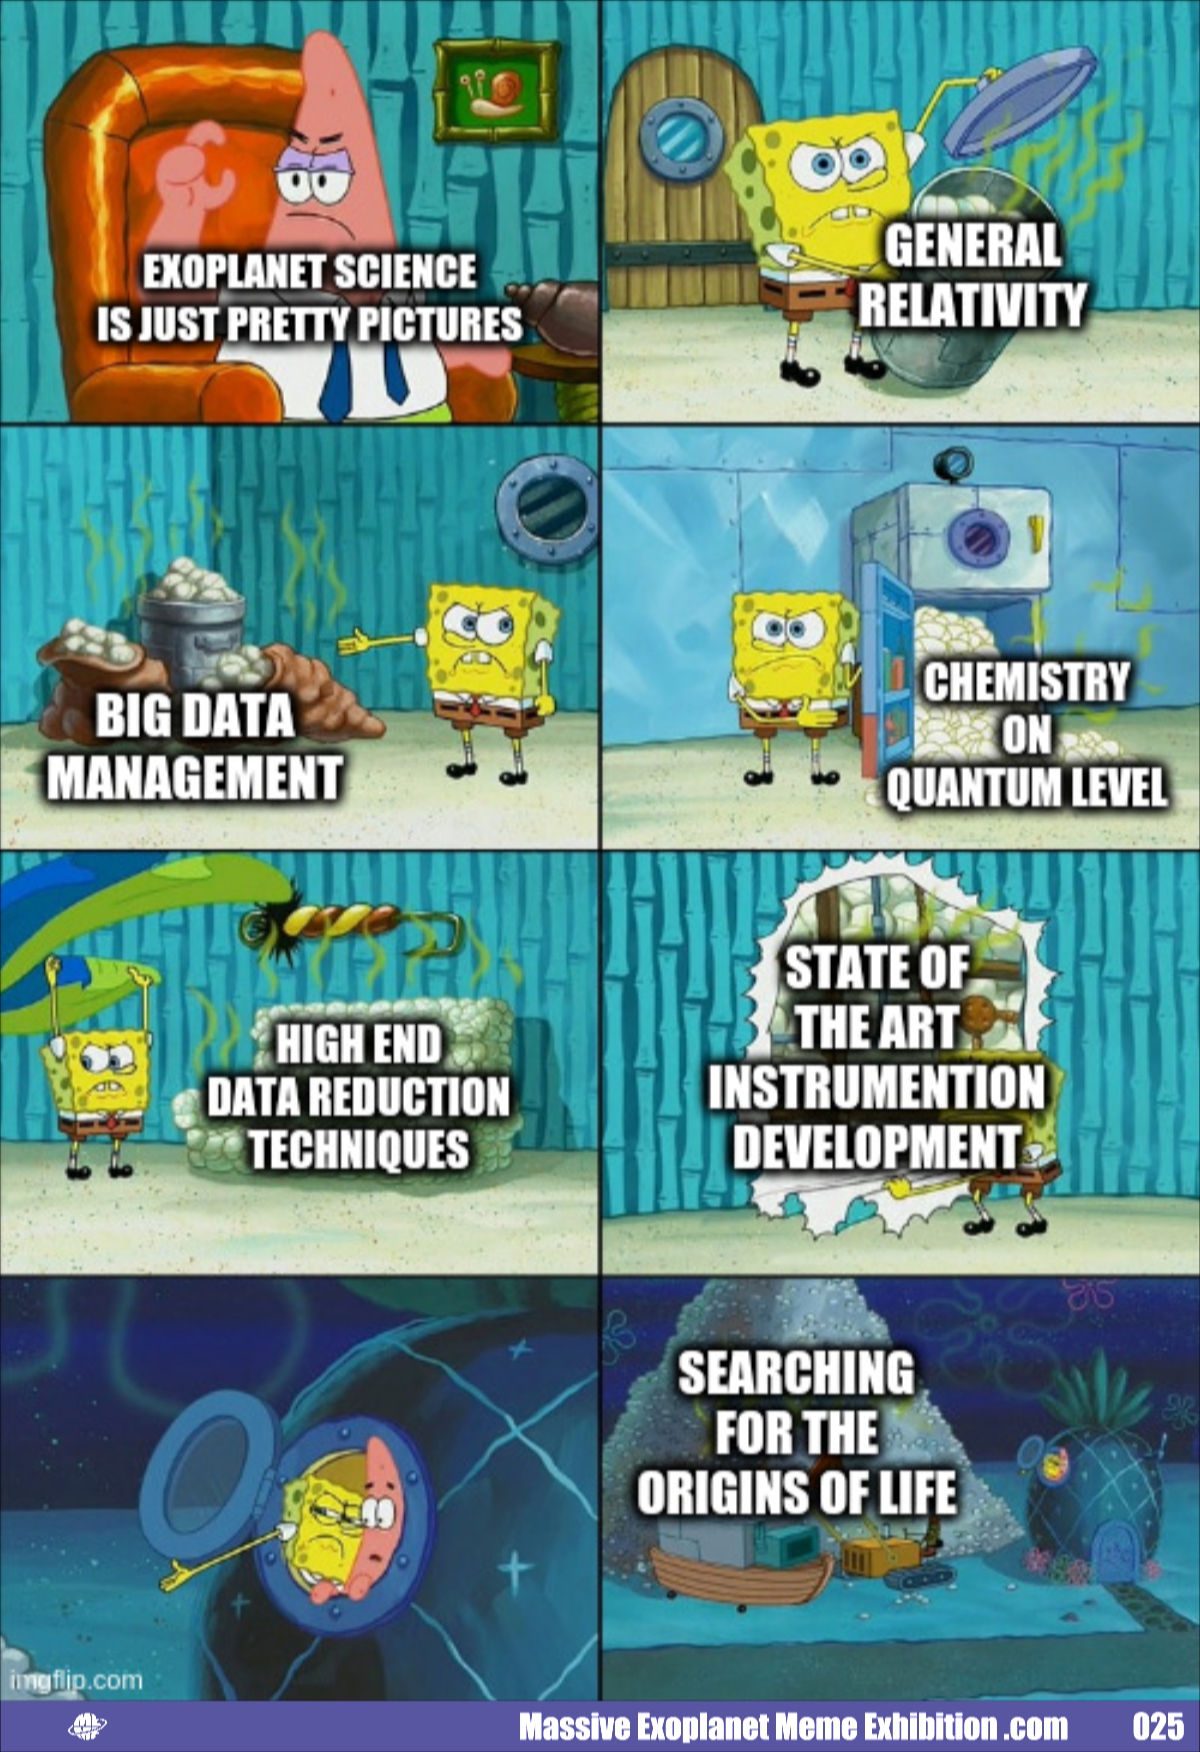 EXOPLANET SCIENCE
IS JUST PRETTY PICTURES
GENERAL
RELATIVITY
BIG DATA
MANAGEMENT
CHEMISTRY
ON
QUANTUM LEVEL
HIGH END
DATA REDUCTION
TECHNIQUES
STATE OF
THE ART
INSTRUMENTION
DEVELOPMENT
SEARCHING
FOR THE
ORIGINS OF LIFE
imgflip.com
Massive Exoplanet Meme Exhibition .com 025